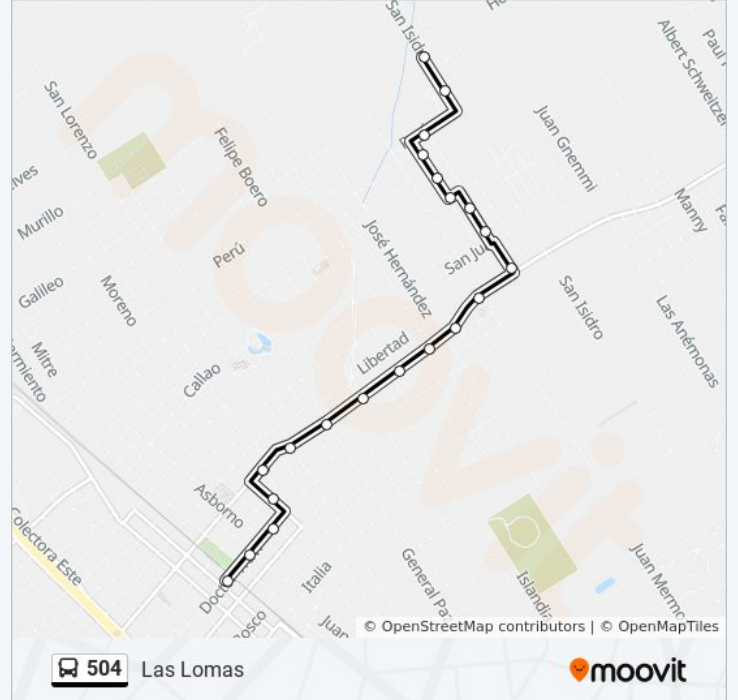 San Isidro
Albert Schweitzer
San Lorenzo
Juan Gnemmi
Felipe Boero
Manny
Murillo
José Hernández
Perú
San Ju
Galileo
Moreno
San Isidro
Las Anémonas
Libertad
Mitre
Callao
Asborno
Colectora Este
Italia
General Pa
Islandia
Juan Mermo
moovit
© OpenStreetMap contributors | © OpenMapTiles
504 Las Lomas
moovit